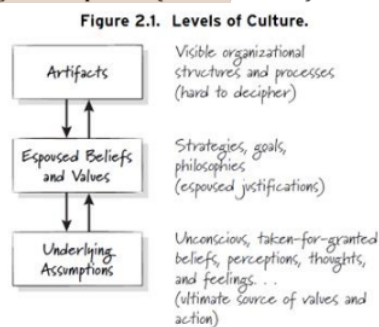 Figure 2.1. Levels of Culture.
Artifacts
Visible organizational
structures and processes
(hard to decipher)
Espoused Beliefs
and Values
Strategies, goals,
philosophies
(espoused justifications)
Underlying
Assumptions
Unconscious, taken-for-granted
beliefs, perceptions, thoughts,
and feelings. . .
(ultimate source of values and
action)